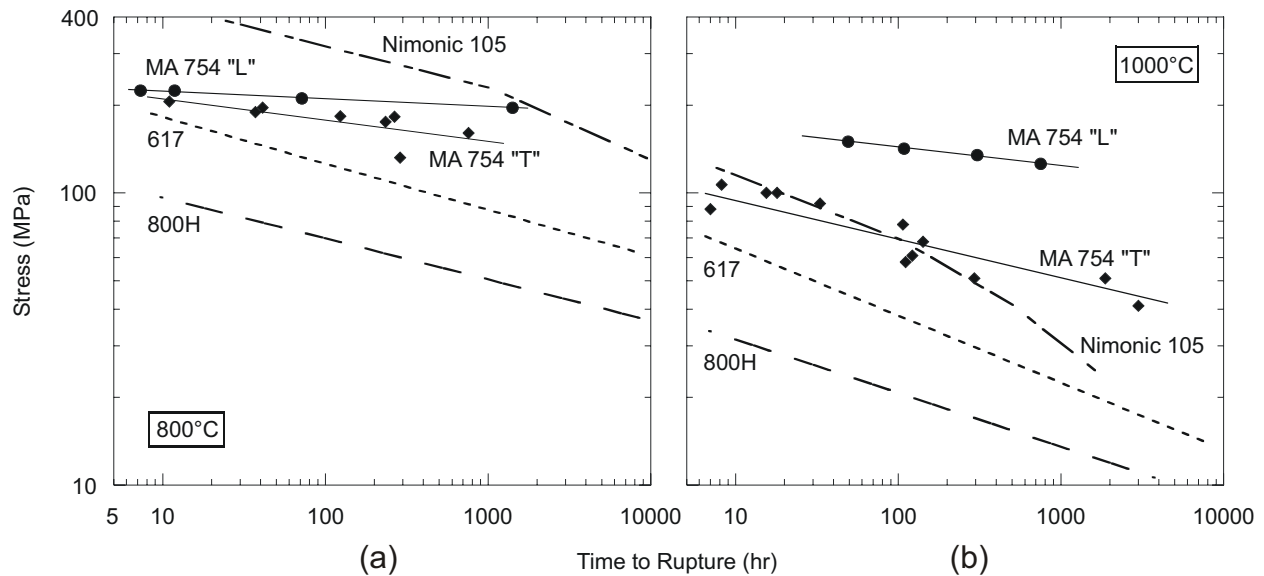 400
100
10
Stress (MPa)
Nimonic 105
MA 754 "L"
617
MA 754 "T"
800H
800°C
5
10
100
1000
10000
(a)
1000°C
MA 754 "L"
617
MA 754 "T"
800H
Nimonic 105
10
100
1000
10000
(b)
Time to Rupture (hr)